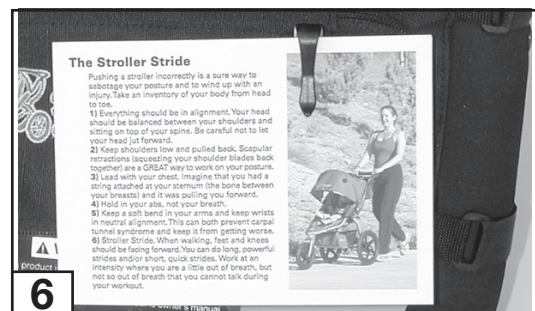 The Stroller Stride
Pushing a stroller incorrectly is a sure way to
sabotage your posture and to wind up with an
injury. Take an inventory of your body from head
to toe.
1) Everything should be in alignment. Your head
should be balanced between your shoulders and
sitting on top of your spine. Be careful not to let
your head jut forward.
2) Keep shoulders low and pulled back. Scapular
retractions (squeezing your shoulder blades back
together) are a GREAT way to work on your posture.
3) Lead with your chest. Imagine that you had a
string attached at your sternum (the bone between
your breasts) and it was pulling you forward.
4) Hold in your abs, not your breath.
5) Keep a soft bend in your arms and keep wrists
in neutral alignment. This can both prevent carpal
tunnel syndrome and keep it from getting worse.
6) Stroller Stride. When walking, feet and knees
should be facing forward. You can do long, powerful
strides and/or short, quick strides. Work at an
intensity where you are a little out of breath, but
not so out of breath that you cannot talk during
your workout.
product
owner's manual
6